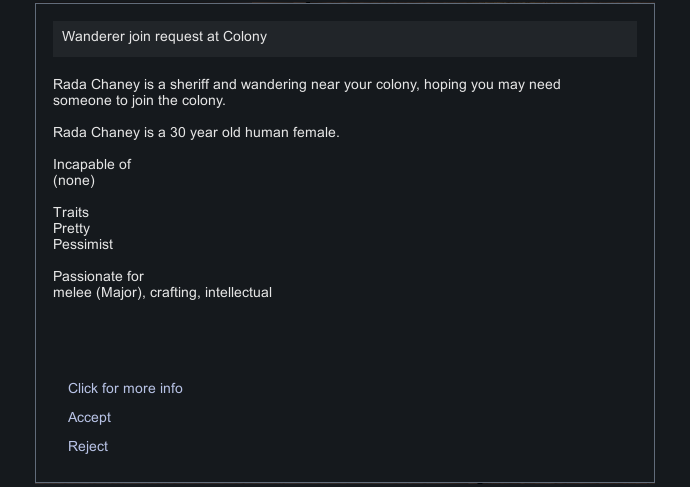 Wanderer join request at Colony
Rada Chaney is a sheriff and wandering near your colony, hoping you may need
someone to join the colony.
Rada Chaney is a 30 year old human female.
Incapable of
(none)
Traits
Pretty
Pessimist
Passionate for
melee (Major), crafting, intellectual
Click for more info
Accept
Reject